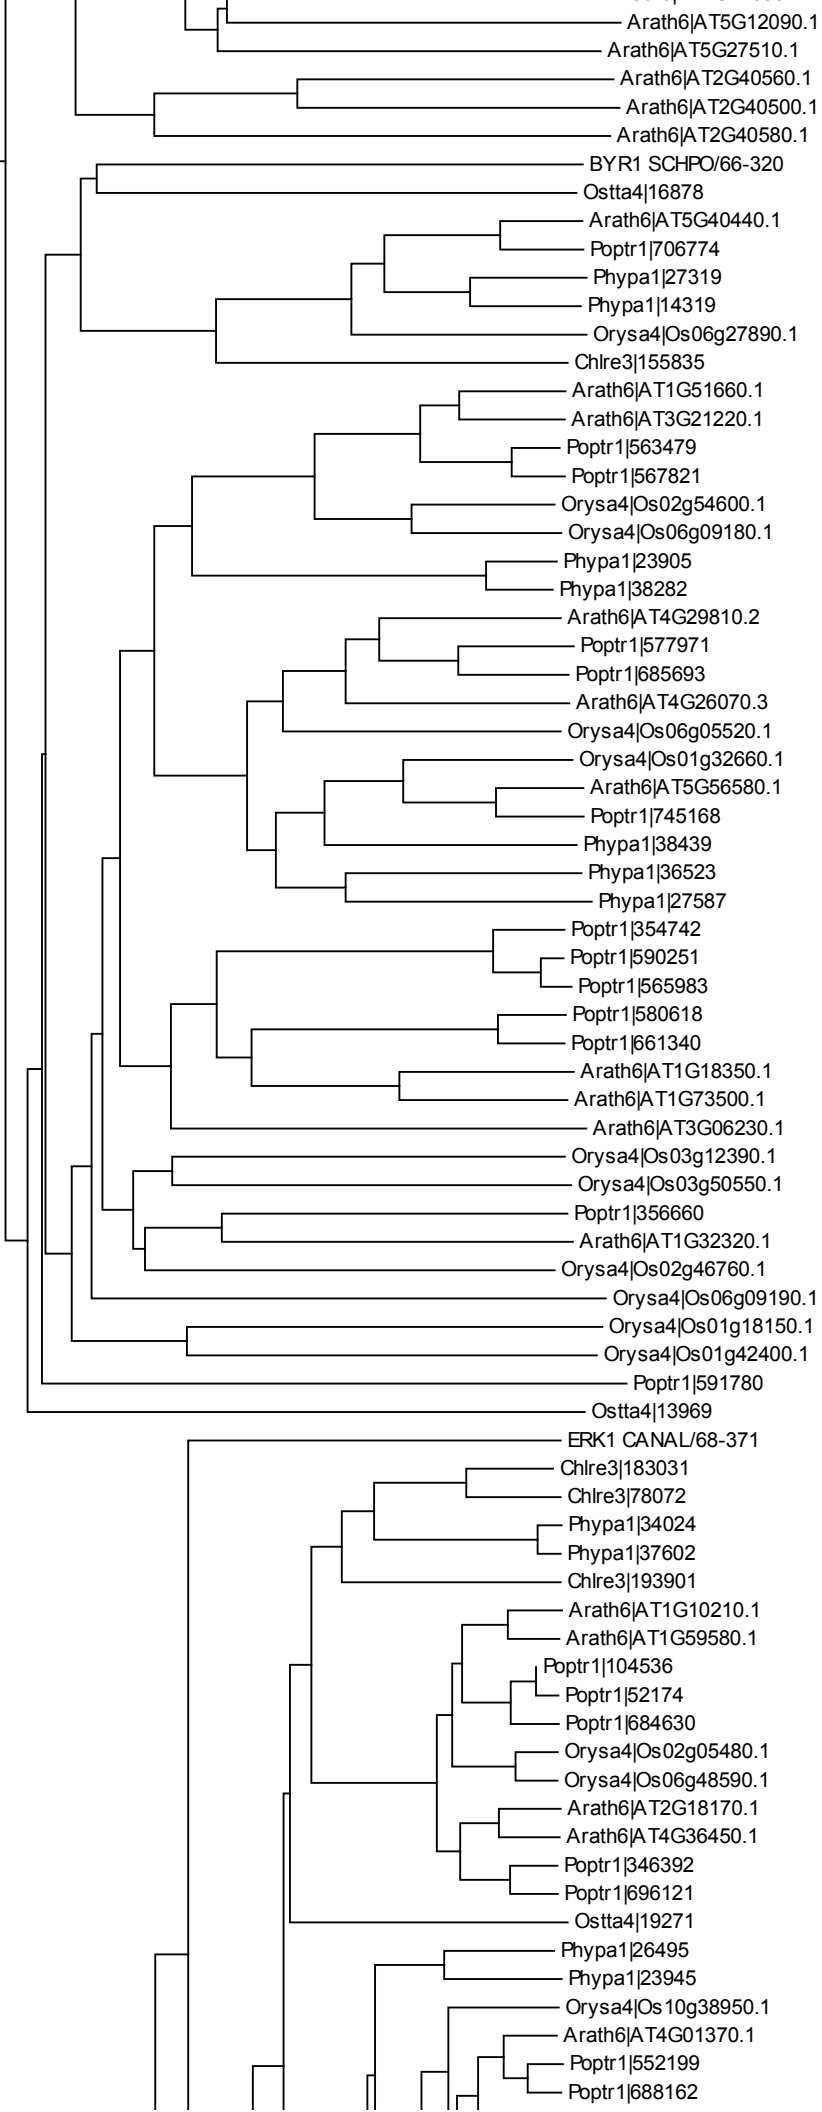 Arath6|AT5G12090.1
Arath6|AT5G27510.1
Arath6|AT2G40560.1
Arath6|AT2G40500.1
Arath6|AT2G40580.1
BYR1 SCHPO/66-320
Ostta4|16878
Arath6|AT5G40440.1
Poptr1|706774
Phypa1|27319
Phypa1|14319
Orysa4|Os06g27890.1
Chlre3|155835
Arath6|AT1G51660.1
Arath6|AT3G21220.1
Poptr1|563479
Poptr1|567821
Orysa4|Os02g54600.1
Orysa4|Os06g09180.1
Phypa1|23905
Phypa1|38282
Arath6|AT4G29810.2
Poptr1|577971
Poptr1|685693
Arath6|AT4G26070.3
Orysa4|Os06g05520.1
Orysa4|Os01g32660.1
Arath6|AT5G56580.1
Poptr1|745168
Phypa1|38439
Phypa1|36523
Phypa1|27587
Poptr1|354742
Poptr1|590251
Poptr1|565983
Poptr1|580618
Poptr1|661340
Arath6|AT1G18350.1
Arath6|AT1G73500.1
Arath6|AT3G06230.1
Orysa4|Os03g12390.1
Orysa4|Os03g50550.1
Poptr1|356660
Arath6|AT1G32320.1
Orysa4|Os02g46760.1
Orysa4|Os06g09190.1
Orysa4|Os01g18150.1
Orysa4|Os01g42400.1
Poptr1|591780
Ostta4|13969
ERK1 CANAL/68-371
Chlre3|183031
Chlre3|78072
Phypa1|34024
Phypa1|37602
Chlre3|193901
Arath6|AT1G10210.1
Arath6|AT1G59580.1
Poptr1|104536
Poptr1|52174
Poptr1|684630
Orysa4|Os02g05480.1
Orysa4|Os06g48590.1
Arath6|AT2G18170.1
Arath6|AT4G36450.1
Poptr1|346392
Poptr1|696121
Ostta4|19271
Phypa1|26495
Phypa1|23945
Orysa4|Os10g38950.1
Arath6|AT4G01370.1
Poptr1|552199
Poptr1|688162